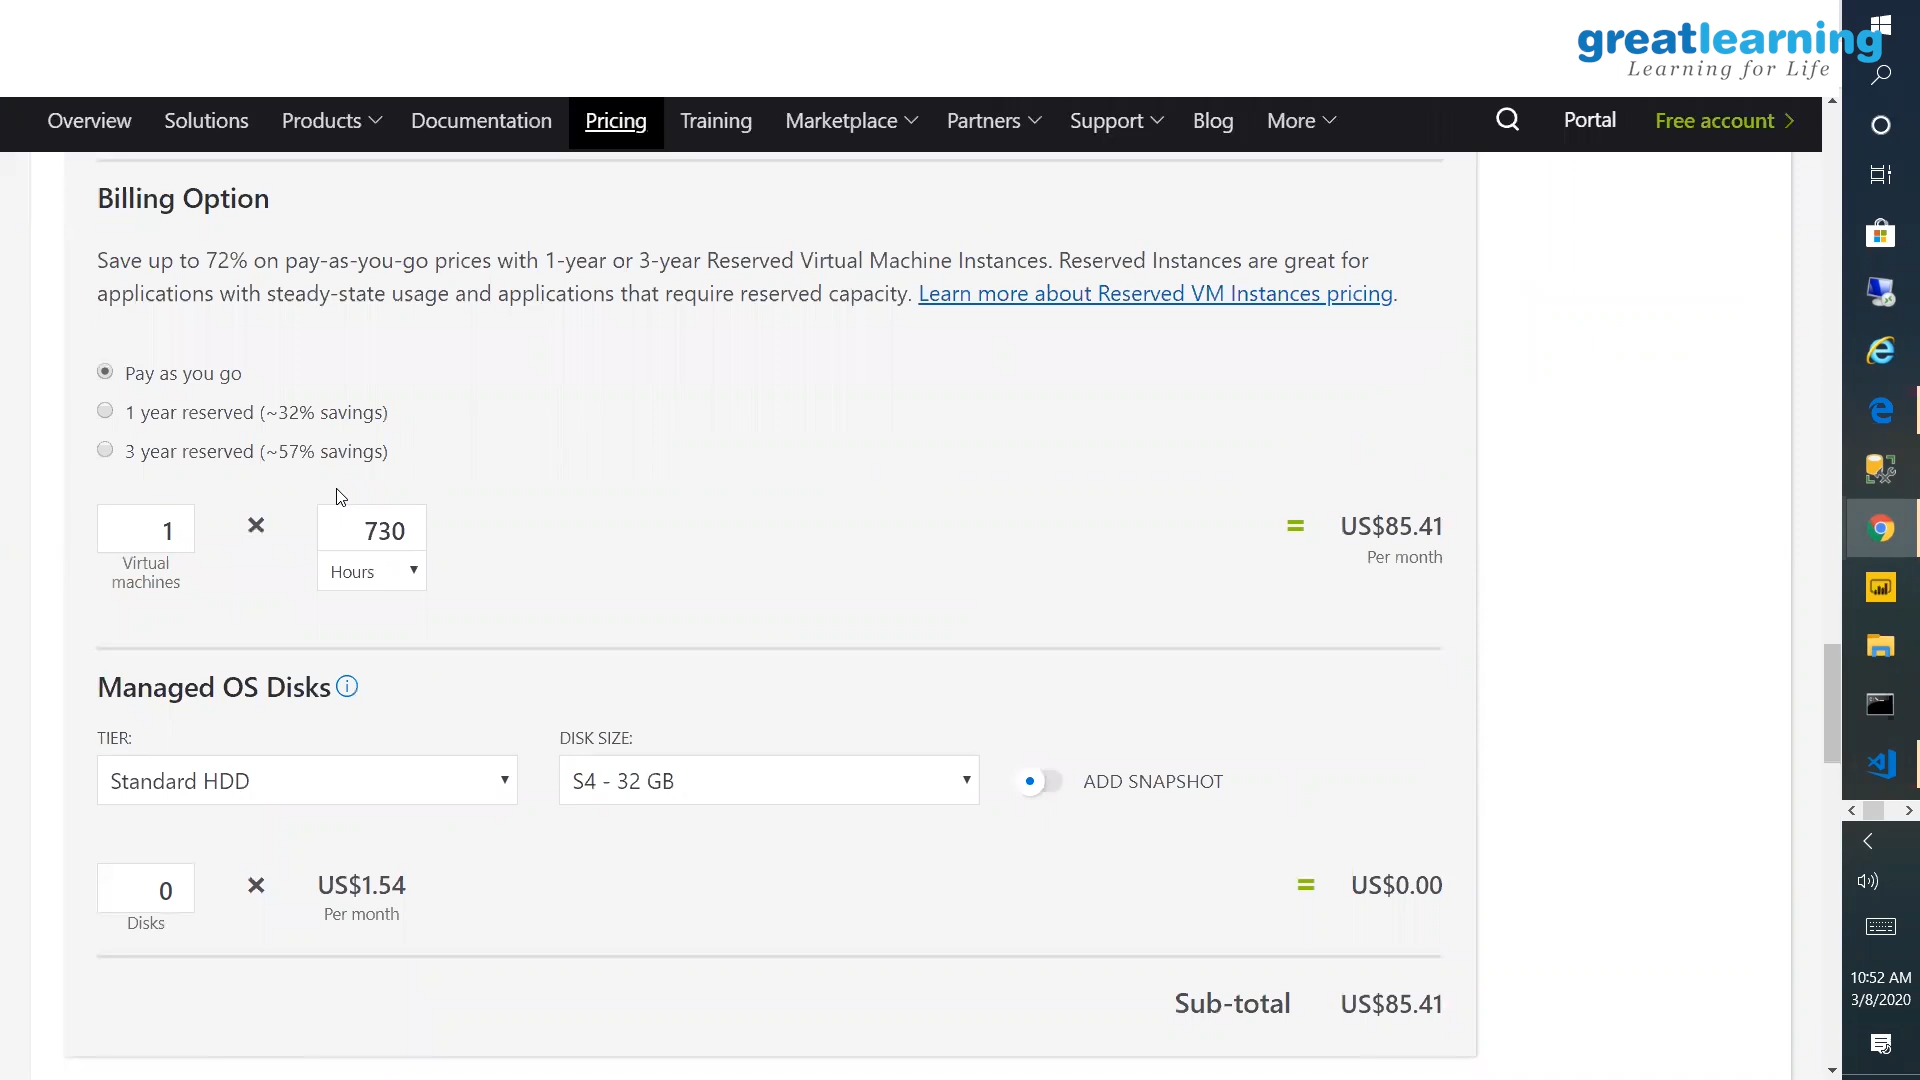 greatlearning
Learning for Life
Overview Solutions Products Documentation Pricing Training Marketplace Partners Support Blog More Portal Free account
Billing Option
Save up to 72% on pay-as-you-go prices with 1-year or 3-year Reserved Virtual Machine Instances. Reserved Instances are great for
applications with steady-state usage and applications that require reserved capacity. Learn more about Reserved VM Instances pricing.
Pay as you go
1 year reserved (~32% savings)
3 year reserved (~57% savings)
1 × 730 = US$85.41
Virtual machines Hours Per month
Managed OS Disks
TIER: DISK SIZE:
Standard HDD S4 - 32 GB ADD SNAPSHOT
0 × US$1.54 = US$0.00
Disks Per month
Sub-total US$85.41
10:52 AM
3/8/2020